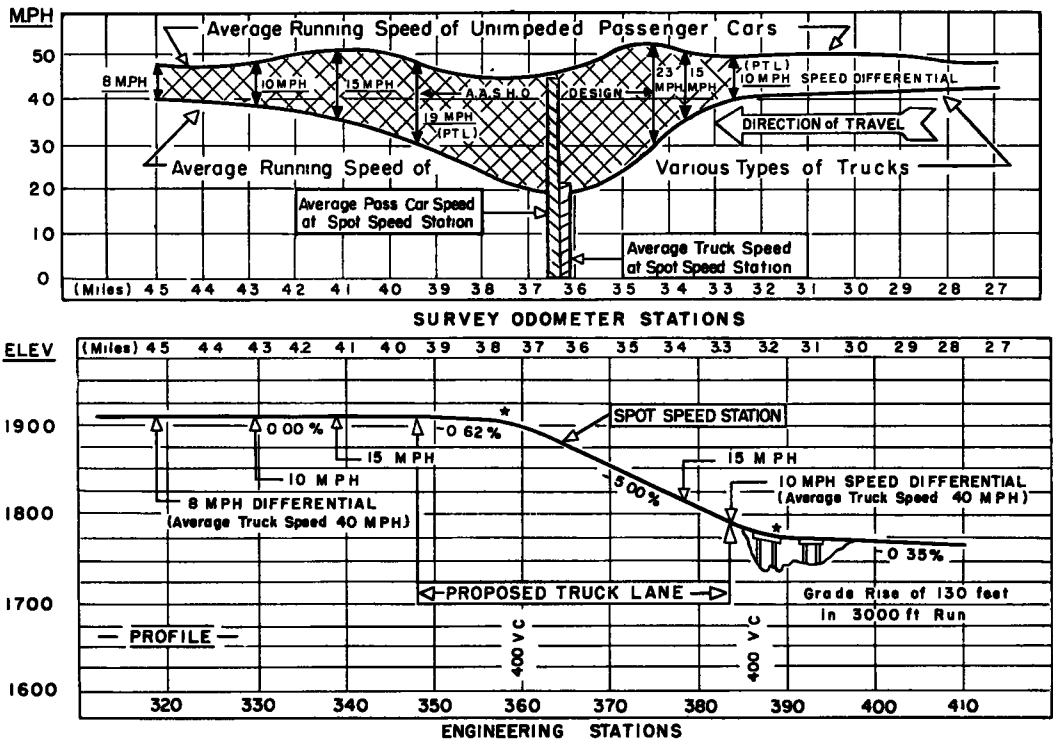 M.PH
Average Running Speed of Unimpeded Passenger Cars
50
40
30
20
10
0
8 MPH
10 MPH
15 MPH
A.A.S.H.O
DESIGN
19 MPH
(PTL)
23
MPH
15
MPH
(PTL)
10 MPH SPEED DIFFERENTIAL
DIRECTION of TRAVEL
Average Running Speed of
Various Types of Trucks
Average Pass Car Speed
at Spot Speed Station
Average Truck Speed
at Spot Speed Station
(Miles) 45 44 43 42 41 40 39 38 37 36 35 34 33 32 31 30 29 28 27
SURVEY ODOMETER STATIONS
ELEV
(Miles) 45 44 43 42 41 40 39 38 37 36 35 34 33 32 31 30 29 28 27
1900
1800
1700
1600
*
SPOT SPEED STATION
0 00 %
- 0 62 %
- 5 00 %
15 M PH
10 M PH
8 MPH DIFFERENTIAL
(Average Truck Speed 40 MPH)
15 M PH
10 MPH SPEED DIFFERENTIAL
(Average Truck Speed 40 MPH)
*
- 0 35%
PROPOSED TRUCK LANE
Grade Rise of 130 feet
In 3000 ft Run
— PROFILE —
400 VC
400 VC
320 330 340 350 360 370 380 390 400 410
ENGINEERING STATIONS